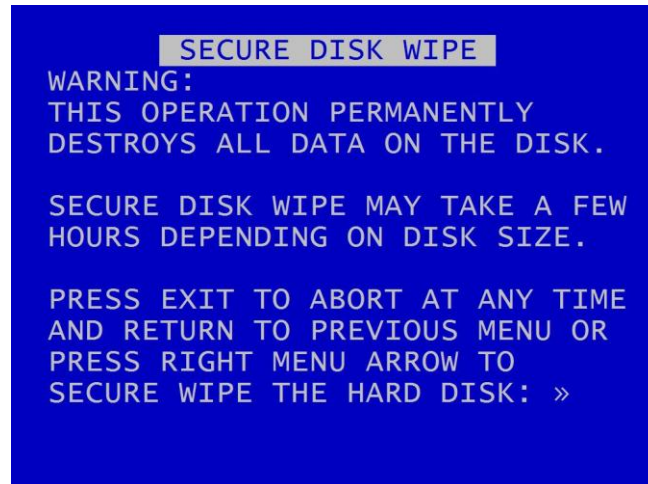 SECURE DISK WIPE
WARNING:
THIS OPERATION PERMANENTLY
DESTROYS ALL DATA ON THE DISK.
SECURE DISK WIPE MAY TAKE A FEW
HOURS DEPENDING ON DISK SIZE.
PRESS EXIT TO ABORT AT ANY TIME
AND RETURN TO PREVIOUS MENU OR
PRESS RIGHT MENU ARROW TO
SECURE WIPE THE HARD DISK: »